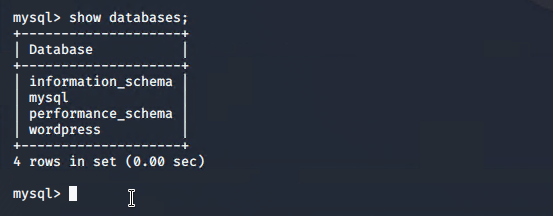 mysql> show databases;
+--------------------+
| Database           |
+--------------------+
| information_schema |
| mysql              |
| performance_schema |
| wordpress          |
+--------------------+
4 rows in set (0.00 sec)
mysql>